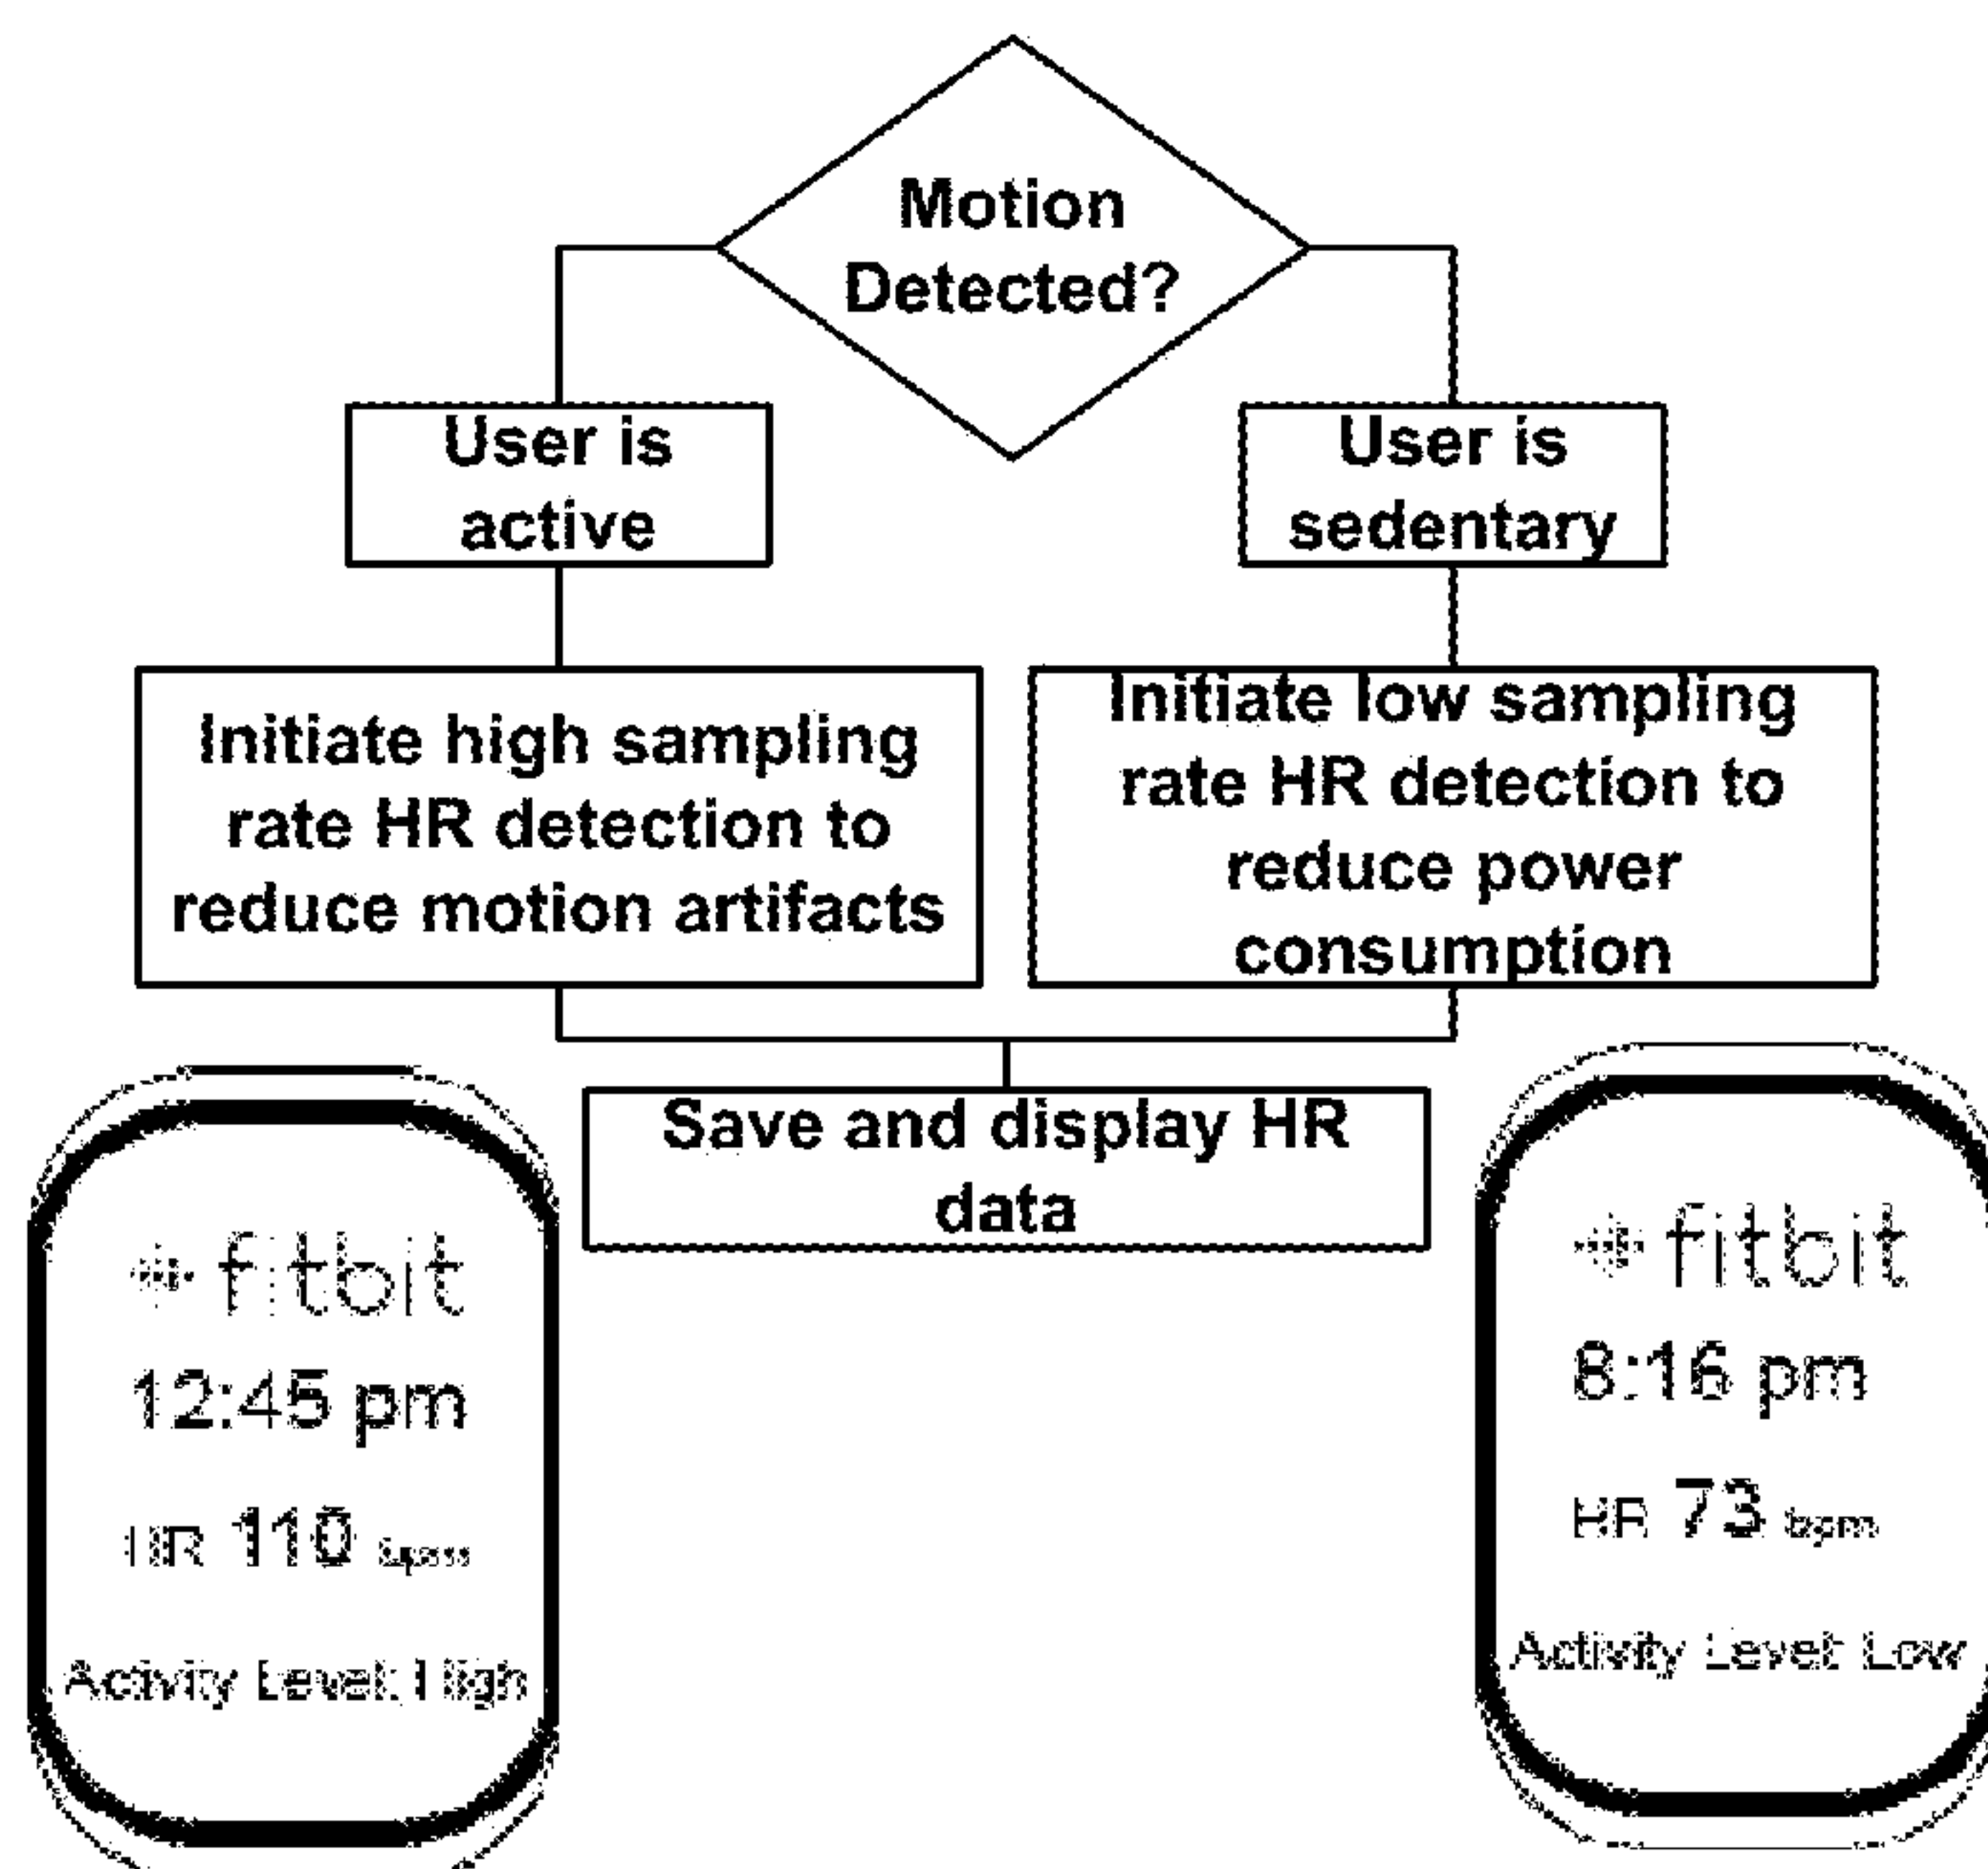 Motion
Detected?
User is
active
User is
sedentary
Initiate high sampling
rate HR detection to
reduce motion artifacts
Initiate low sampling
rate HR detection to
reduce power
consumption
Save and display HR
data
fitbit
12:45 pm
HR 110 bpm
Activity Level: High
fitbit
8:16 pm
HR 73 bpm
Activity Level: Low